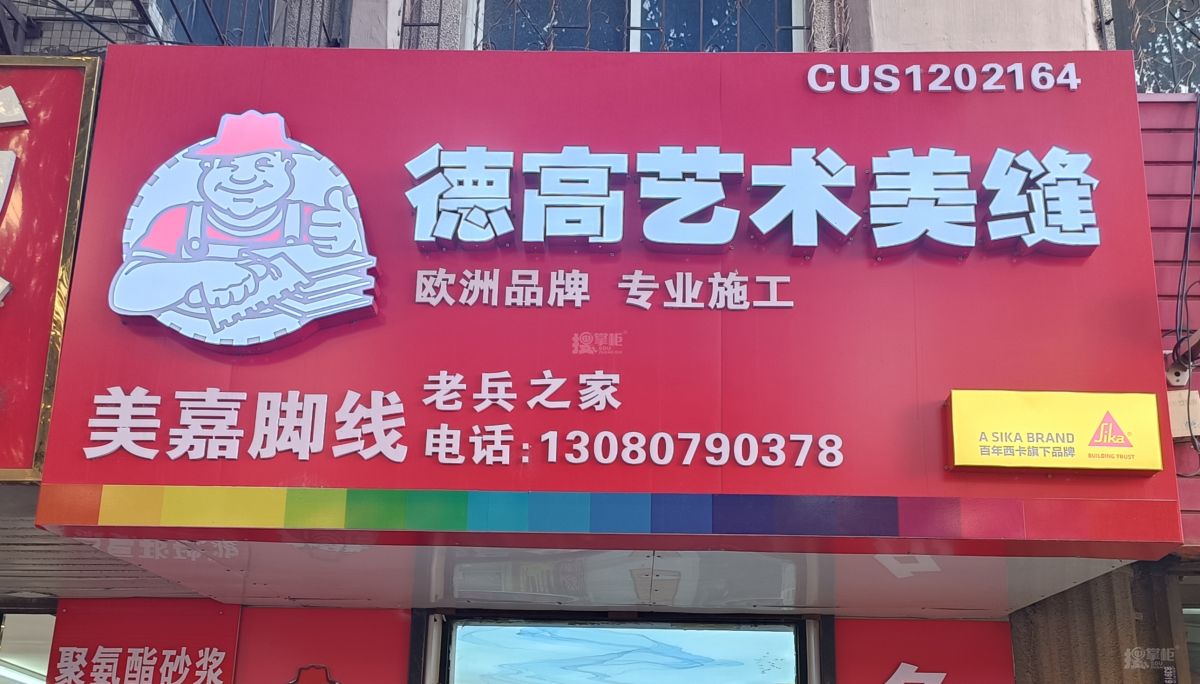 CUS1202164
德高艺术美缝
欧洲品牌 专业施工
美嘉脚线
老兵之家
电话:13080790378
A SIKA BRAND
百年西卡旗下品牌
Sika
BUILDING TRUST
聚氨酯砂浆